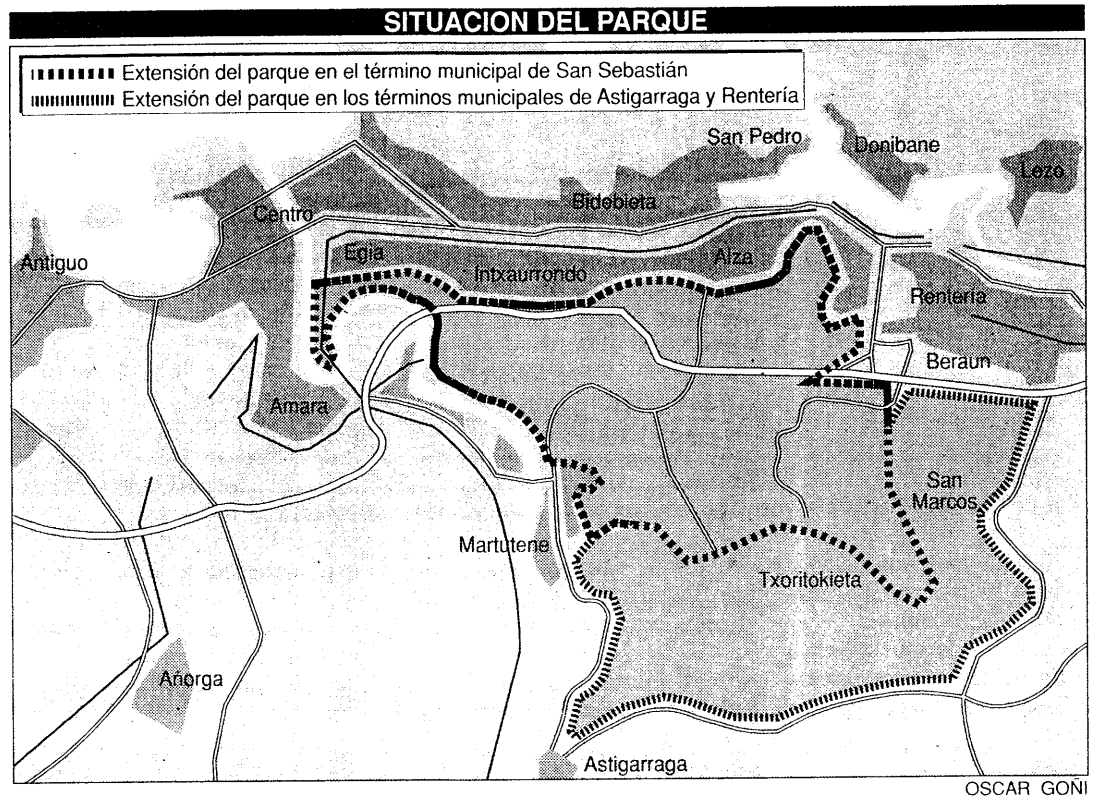 SITUACION DEL PARQUE
Extensión del parque en el término municipal de San Sebastián
Extensión del parque en los términos municipales de Astigarraga y Rentería
San Pedro
Donibane
Lezo
Bidebieta
Centro
Antiguo
Egia
Intxaurrondo
Alza
Rentería
Beraun
Amara
San
Marcos
Martutene
Txoritokieta
Añorga
Astigarraga
OSCAR GOÑI